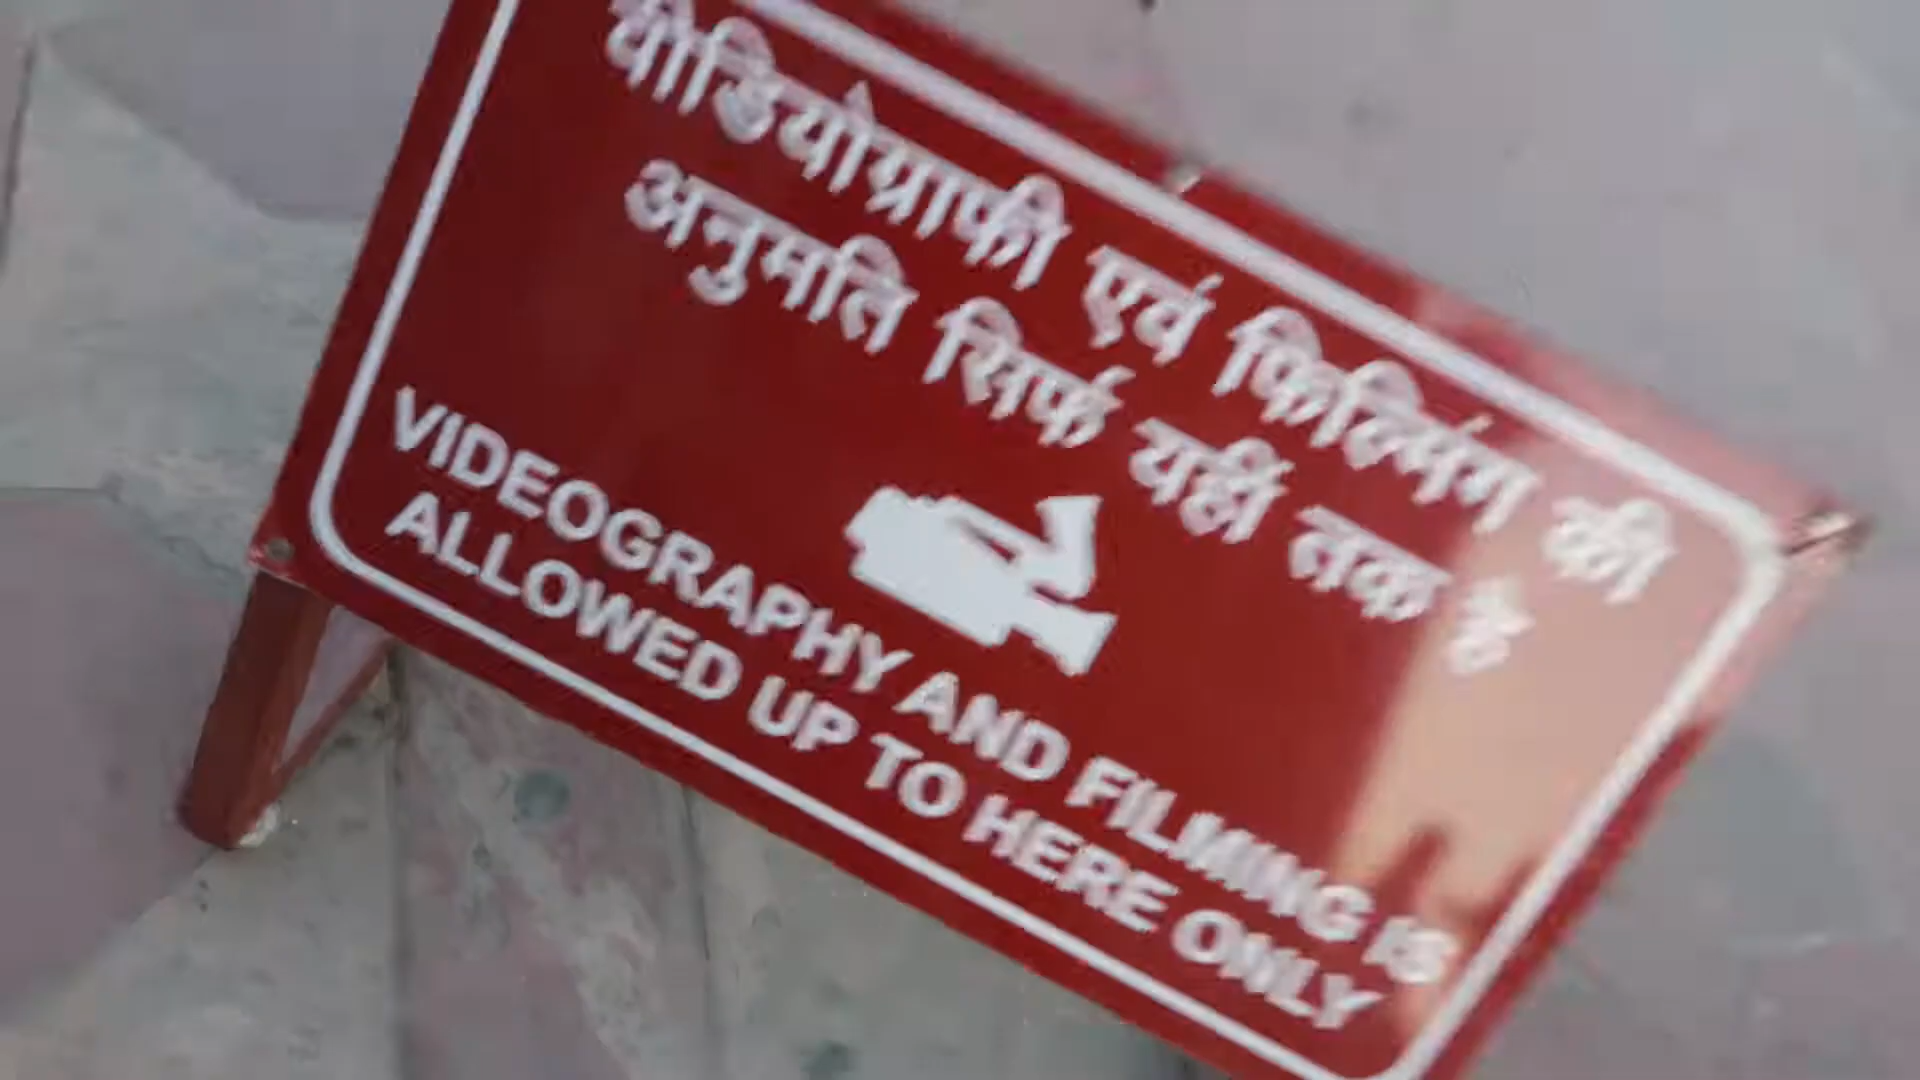 वीडियोग्राफी एवं फिल्मिंग की
अनुमति सिर्फ यहीं तक है
VIDEOGRAPHY AND FILMING IS
ALLOWED UP TO HERE ONLY